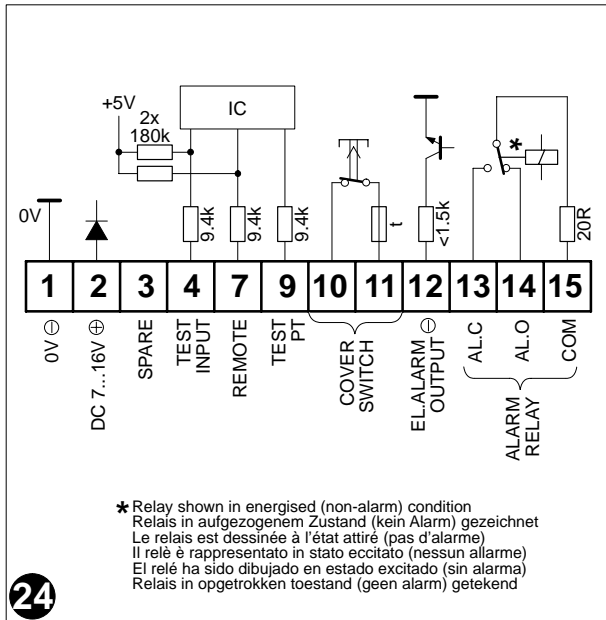 +5V
2x
180k
IC
*
0V
9.4k
9.4k
9.4k
t
<1.5k
20R
1 2 3 4 7 9 10 11 12 13 14 15
0V ⊖
DC 7...16V ⊕
SPARE
TEST
INPUT
REMOTE
TEST
PT
COVER
SWITCH
EL.ALARM ⊖
OUTPUT
AL.C
AL.O
COM
ALARM
RELAY
* Relay shown in energised (non-alarm) condition
Relais in aufgezogenem Zustand (kein Alarm) gezeichnet
Le relais est dessinée à l'état attiré (pas d'alarme)
Il relè è rappresentato in stato eccitato (nessun allarme)
El relé ha sido dibujado en estado excitado (sin alarma)
Relais in opgetrokken toestand (geen alarm) getekend
24